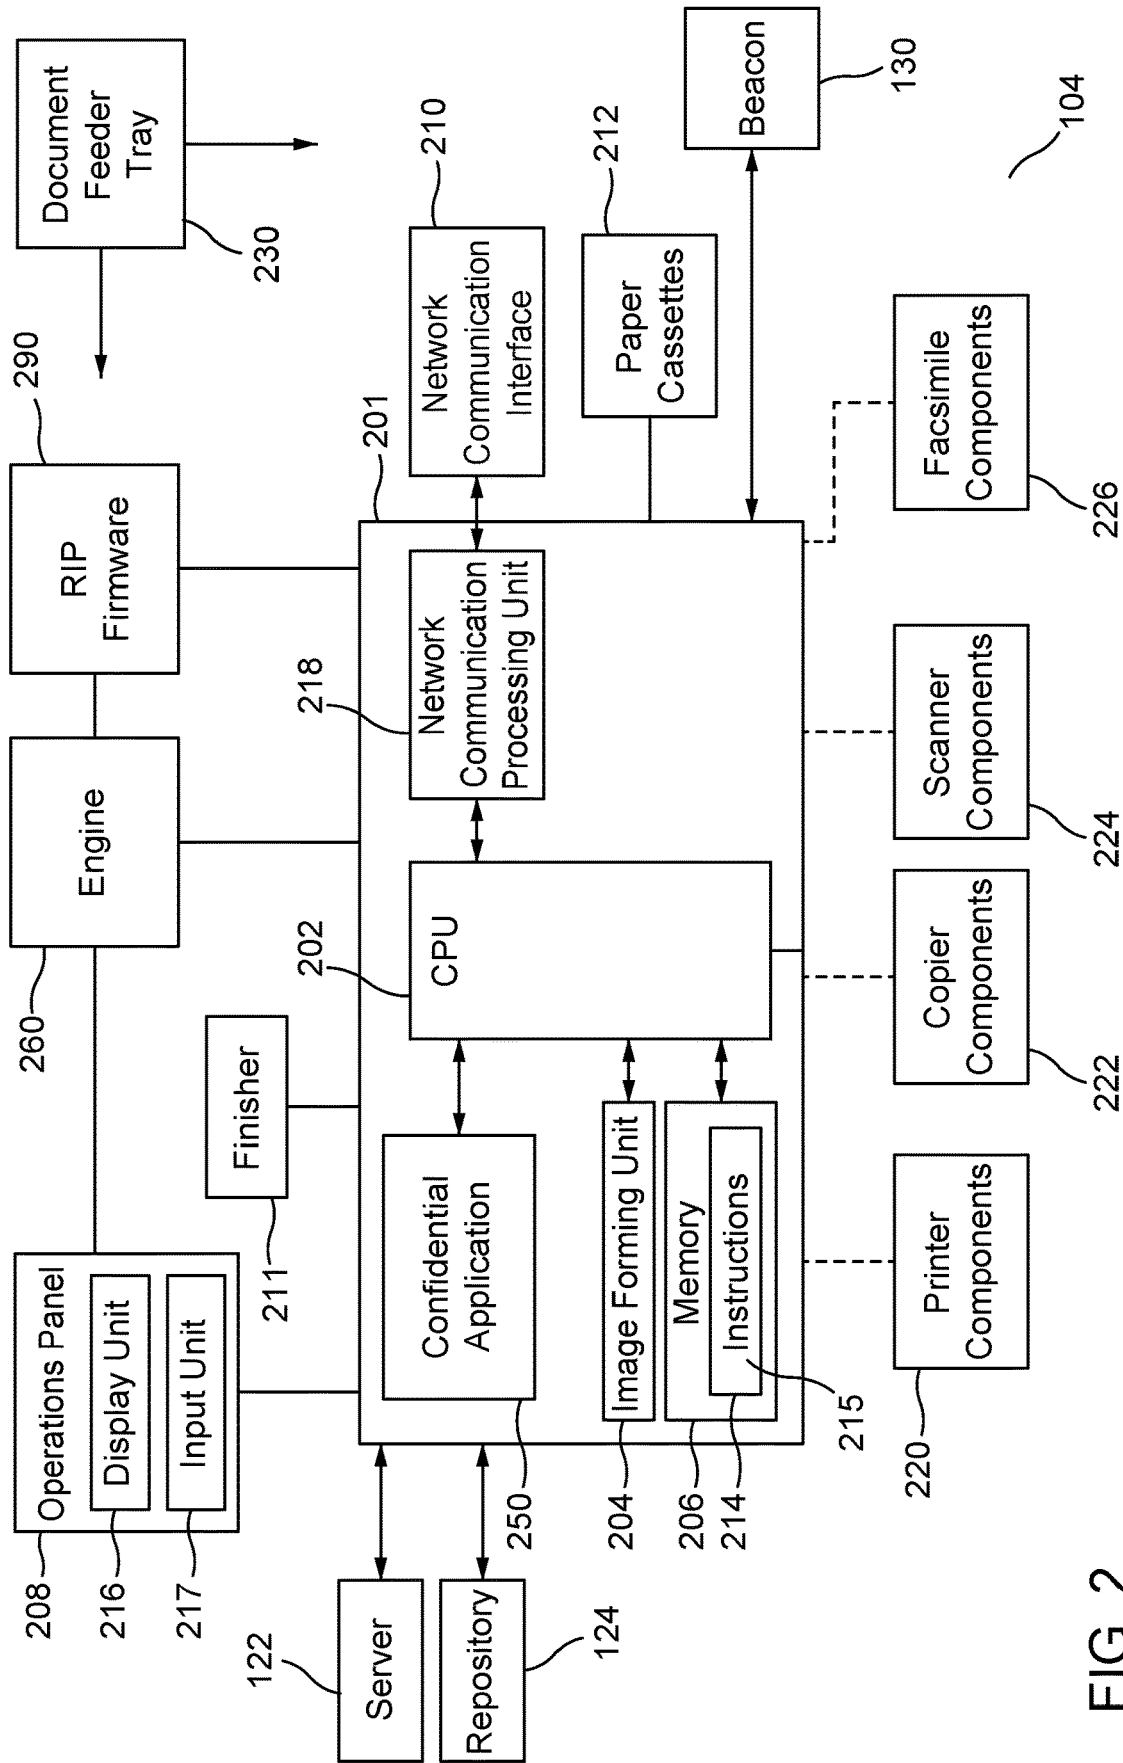 208
Operations Panel
216
Display Unit
217
Input Unit
260
Engine
290
RIP
Firmware
Document
Feeder
Tray
230
211
Finisher
122
Server
124
Repository
201
250
Confidential
Application
202
CPU
218
Network
Communication
Processing Unit
210
Network
Communication
Interface
204
Image Forming Unit
206
Memory
214
Instructions
215
212
Paper
Cassettes
Beacon
130
220
Printer
Components
222
Copier
Components
224
Scanner
Components
226
Facsimile
Components
104
FIG. 2